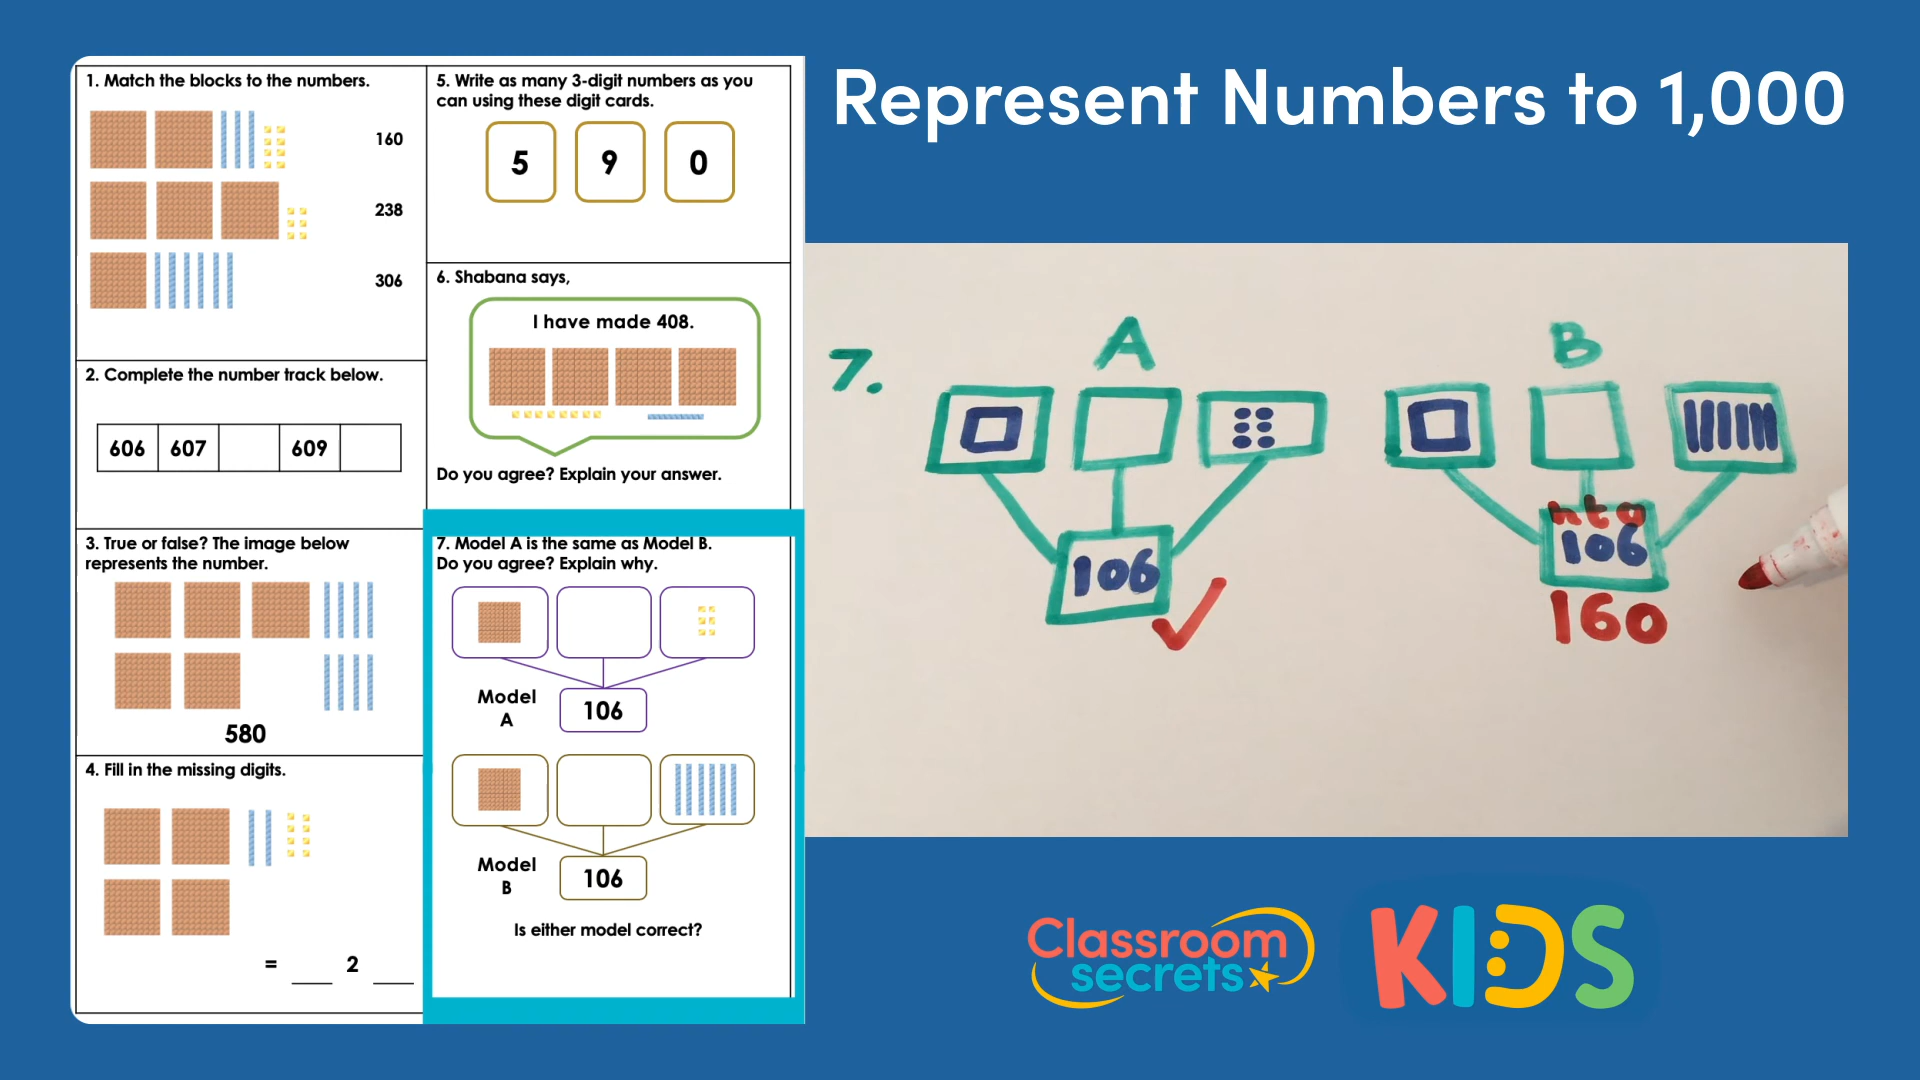 Represent Numbers to 1,000
1. Match the blocks to the numbers.
160
238
306
2. Complete the number track below.
606 607 609
3. True or false? The image below
represents the number.
580
4. Fill in the missing digits.
= ___ 2 ___
5. Write as many 3-digit numbers as you
can using these digit cards.
5 9 0
6. Shabana says,
I have made 408.
Do you agree? Explain your answer.
7. Model A is the same as Model B.
Do you agree? Explain why.
Model
A
106
Model
B
106
Is either model correct?
7.
A
106
B
h t o
106
160
Classroom
secrets
KIDS